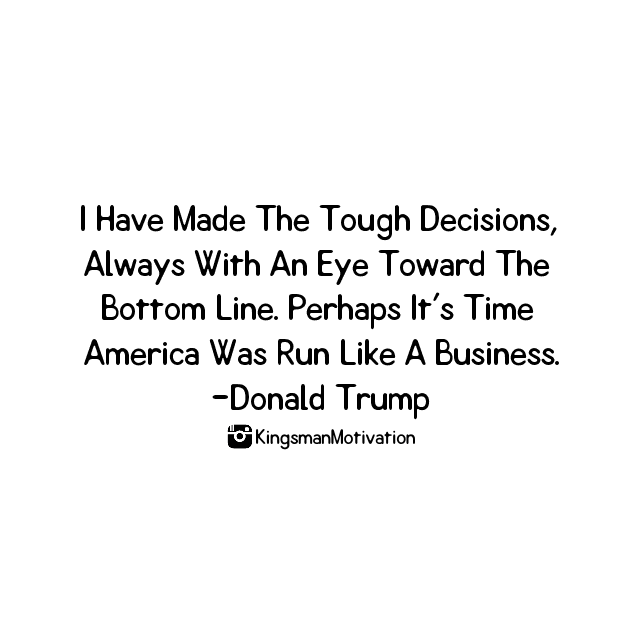 I Have Made The Tough Decisions,
Always With An Eye Toward The
Bottom Line. Perhaps It's Time
America Was Run Like A Business.
-Donald Trump
KingsmanMotivation